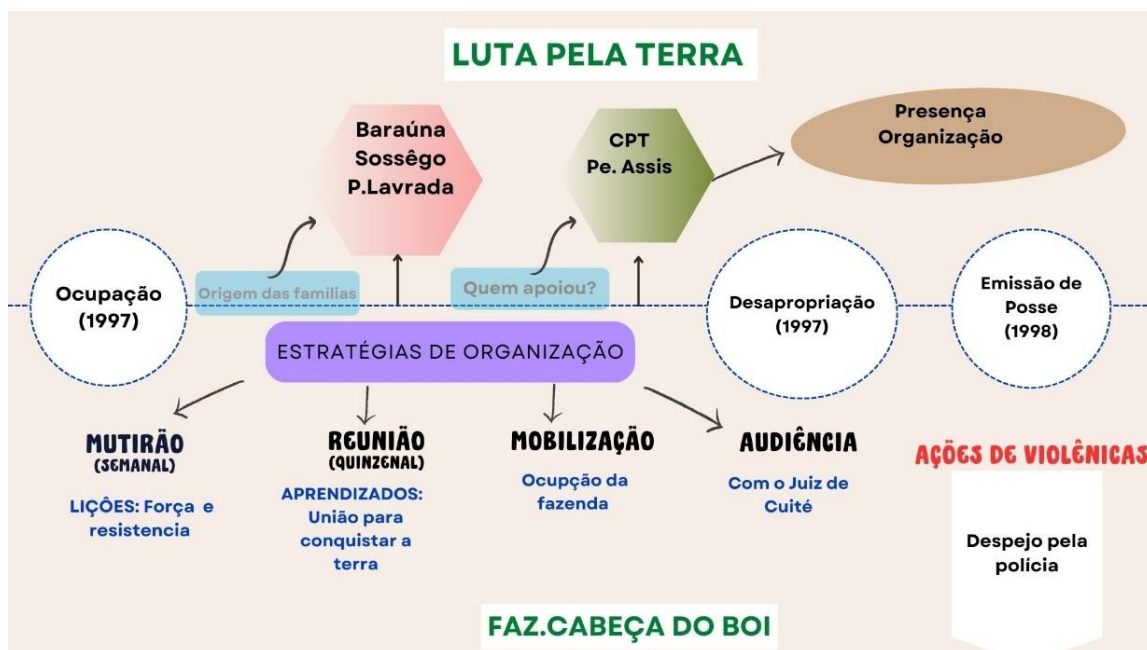 LUTA PELA TERRA
Baraúna
Sossêgo
P.Lavrada
CPT
Pe. Assis
Presença
Organização
Ocupação
(1997)
Origem das famílias
Quem apoiou?
Desapropriação
(1997)
Emissão de
Posse
(1998)
ESTRATÉGIAS DE ORGANIZAÇÃO
MUTIRÃO
(SEMANAL)
LIÇÔES: Força e
resistencia
REUNIÃO
(QUINZENAL)
APRENDIZADOS:
União para
conquistar a
terra
MOBILIZAÇÃO
Ocupção da
fazenda
AUDIÊNCIA
Com o Juiz de
Cuité
AÇÕES DE VIOLÊNICAS
Despejo pela
polícia
FAZ.CABEÇA DO BOI